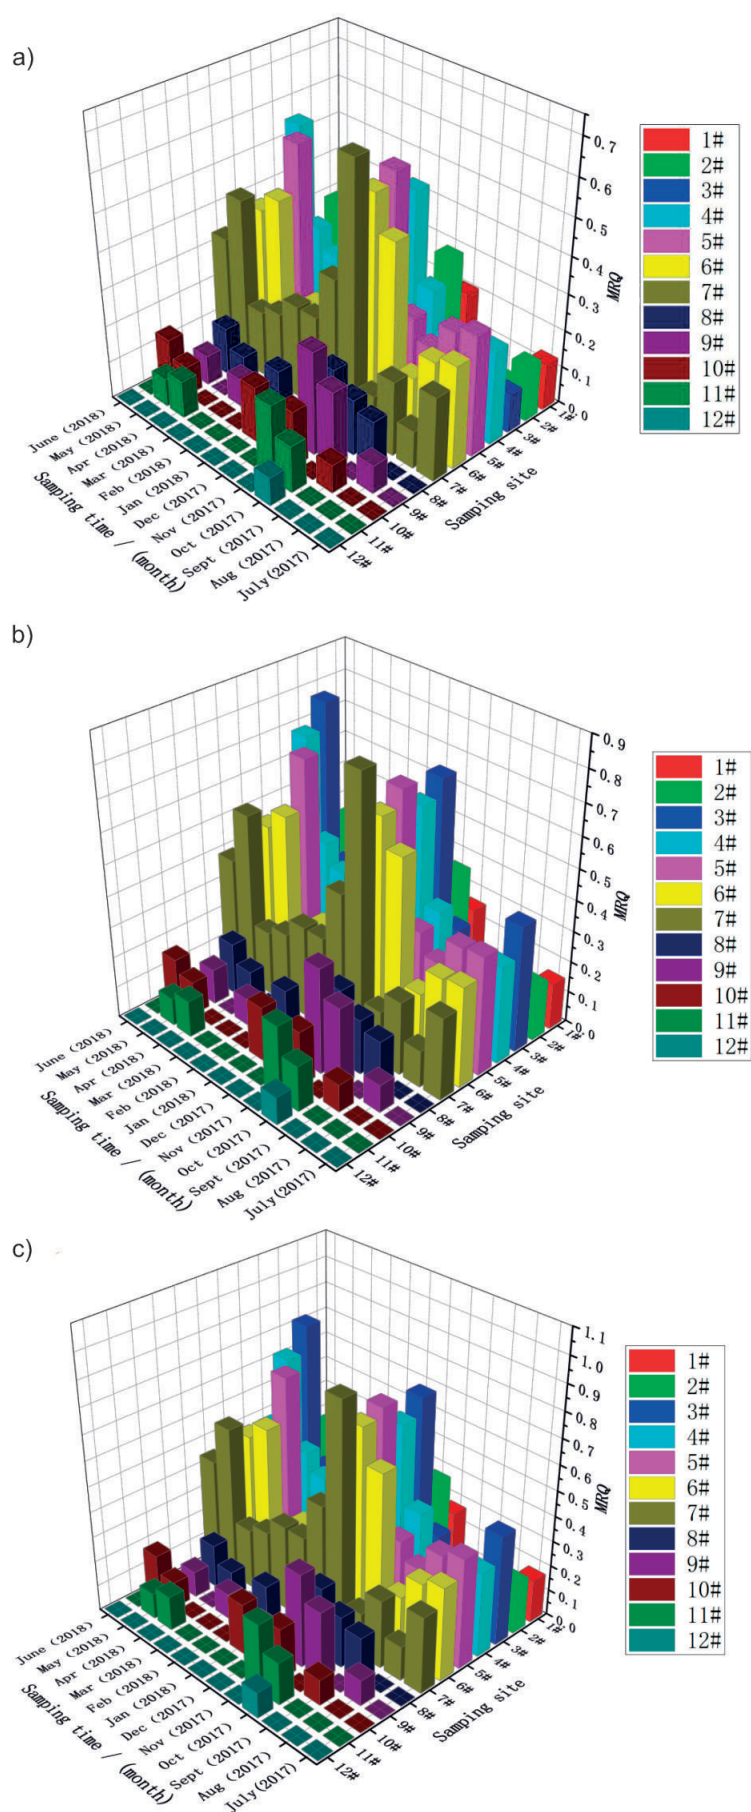 a)
0.7
0.6
0.5
0.4
0.3
0.2
0.1
0.0
MRQ
1#
2#
3#
4#
5#
6#
7#
8#
9#
10#
11#
12#
June (2018)
May (2018)
Apr (2018)
Mar (2018)
Feb (2018)
Jan (2018)
Dec (2017)
Nov (2017)
Oct (2017)
Sept (2017)
Aug (2017)
July(2017)
Samping time / (month)
1#
2#
3#
4#
5#
6#
7#
8#
9#
10#
11#
12#
Samping site
b)
0.9
0.8
0.7
0.6
0.5
0.4
0.3
0.2
0.1
0.0
MRQ
1#
2#
3#
4#
5#
6#
7#
8#
9#
10#
11#
12#
June (2018)
May (2018)
Apr (2018)
Mar (2018)
Feb (2018)
Jan (2018)
Dec (2017)
Nov (2017)
Oct (2017)
Sept (2017)
Aug (2017)
July(2017)
Samping time / (month)
1#
2#
3#
4#
5#
6#
7#
8#
9#
10#
11#
12#
Samping site
c)
1.1
1.0
0.9
0.8
0.7
0.6
0.5
0.4
0.3
0.2
0.1
0.0
MRQ
1#
2#
3#
4#
5#
6#
7#
8#
9#
10#
11#
12#
June (2018)
May (2018)
Apr (2018)
Mar (2018)
Feb (2018)
Jan (2018)
Dec (2017)
Nov (2017)
Oct (2017)
Sept (2017)
Aug (2017)
July(2017)
Samping time / (month)
1#
2#
3#
4#
5#
6#
7#
8#
9#
10#
11#
12#
Samping site